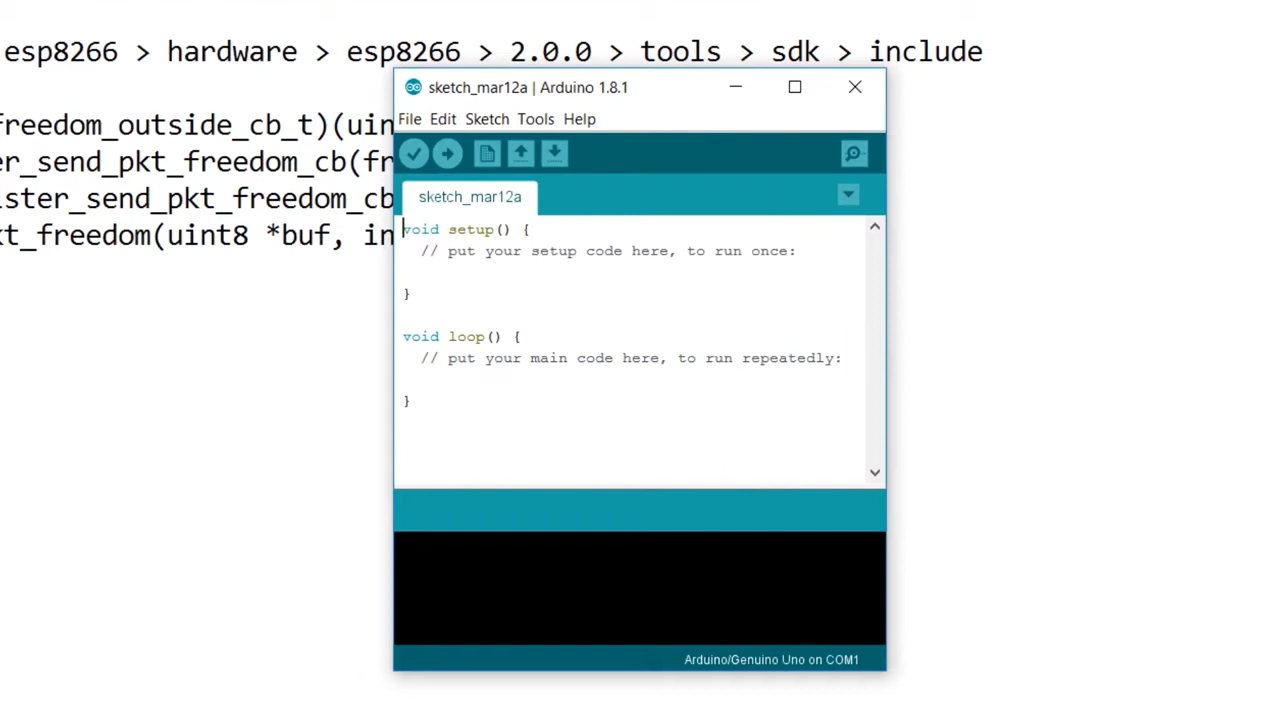 esp8266 > hardware > esp8266 > 2.0.0 > tools > sdk > include
freedom_outside_cb_t)(uin
er_send_pkt_freedom_cb(fr
ister_send_pkt_freedom_cb
kt_freedom(uint8 *buf, in
sketch_mar12a | Arduino 1.8.1
File Edit Sketch Tools Help
sketch_mar12a
void setup() {
// put your setup code here, to run once:
}
void loop() {
// put your main code here, to run repeatedly:
}
Arduino/Genuino Uno on COM1